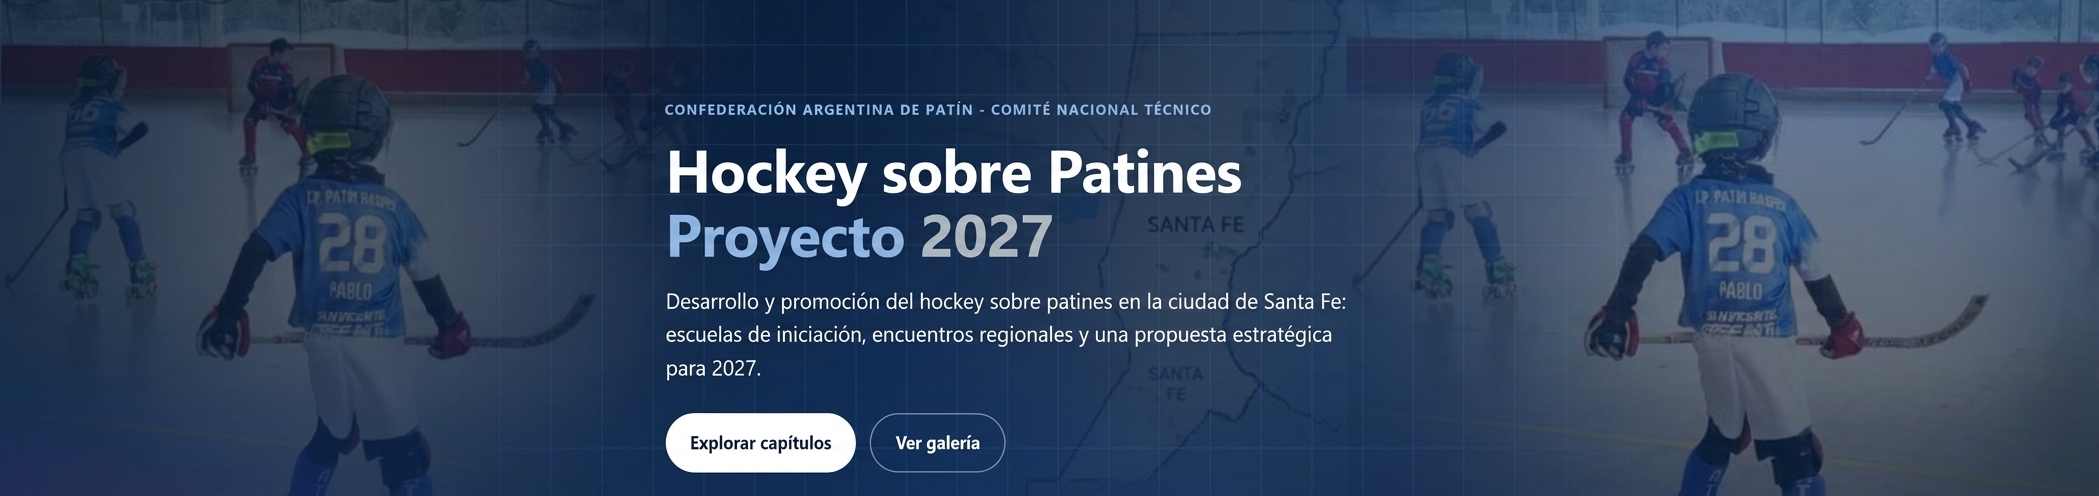 CONFEDERACIÓN ARGENTINA DE PATÍN - COMITÉ NACIONAL TÉCNICO
Hockey sobre Patines
Proyecto 2027
Desarrollo y promoción del hockey sobre patines en la ciudad de Santa Fe:
escuelas de iniciación, encuentros regionales y una propuesta estratégica
para 2027.
Explorar capítulos
Ver galería
SANTA FE
SANTA
FE
66
28
PABLO
28
PABLO